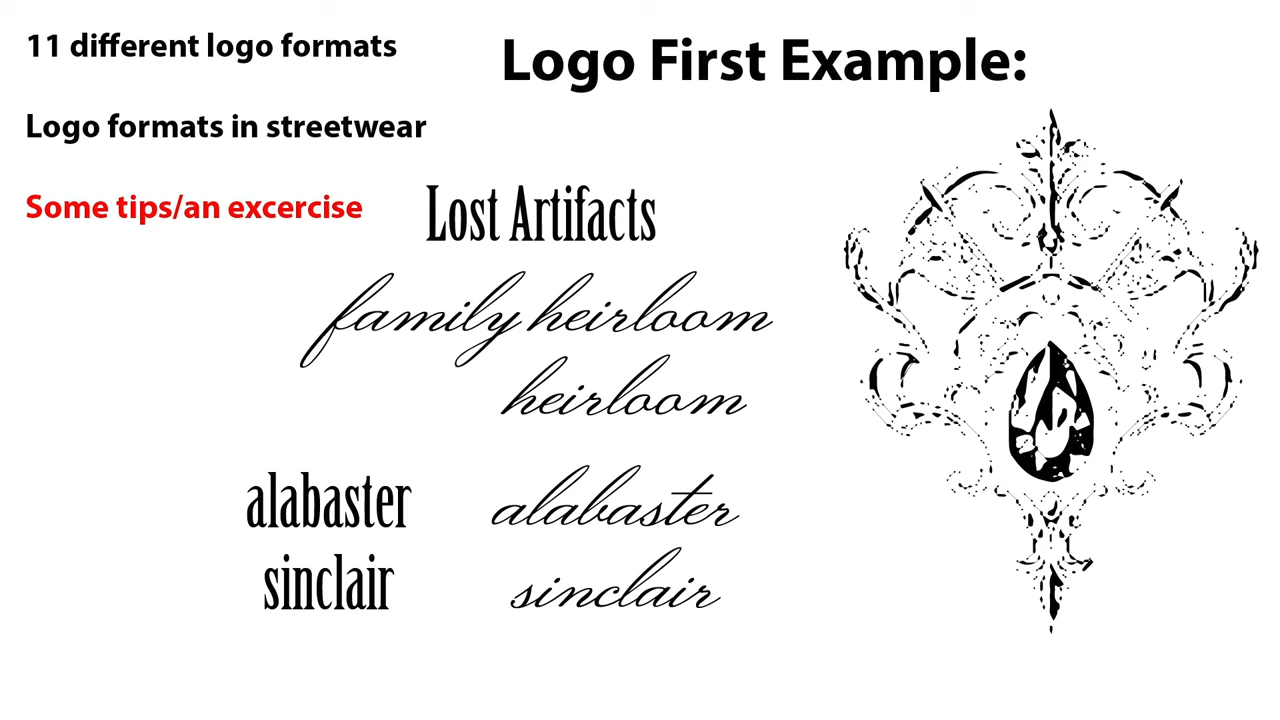 11 different logo formats
Logo formats in streetwear
Some tips/an excercise
Logo First Example:
Lost Artifacts
family heirloom
heirloom
alabaster alabaster
sinclair sinclair